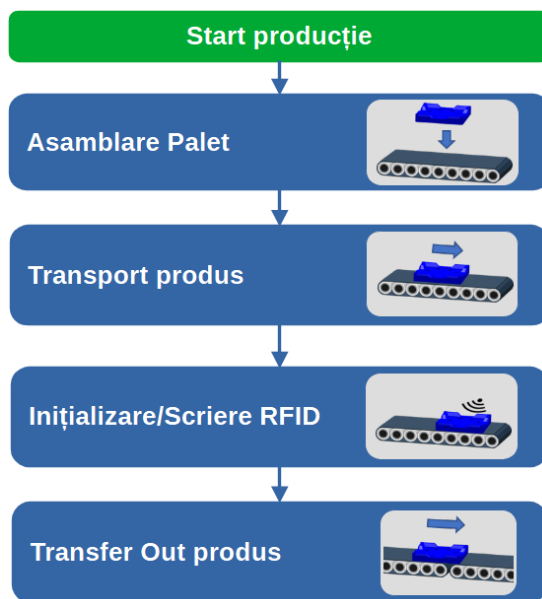 Start producție
Asamblare Palet
Transport produs
Inițializare/Scriere RFID
Transfer Out produs